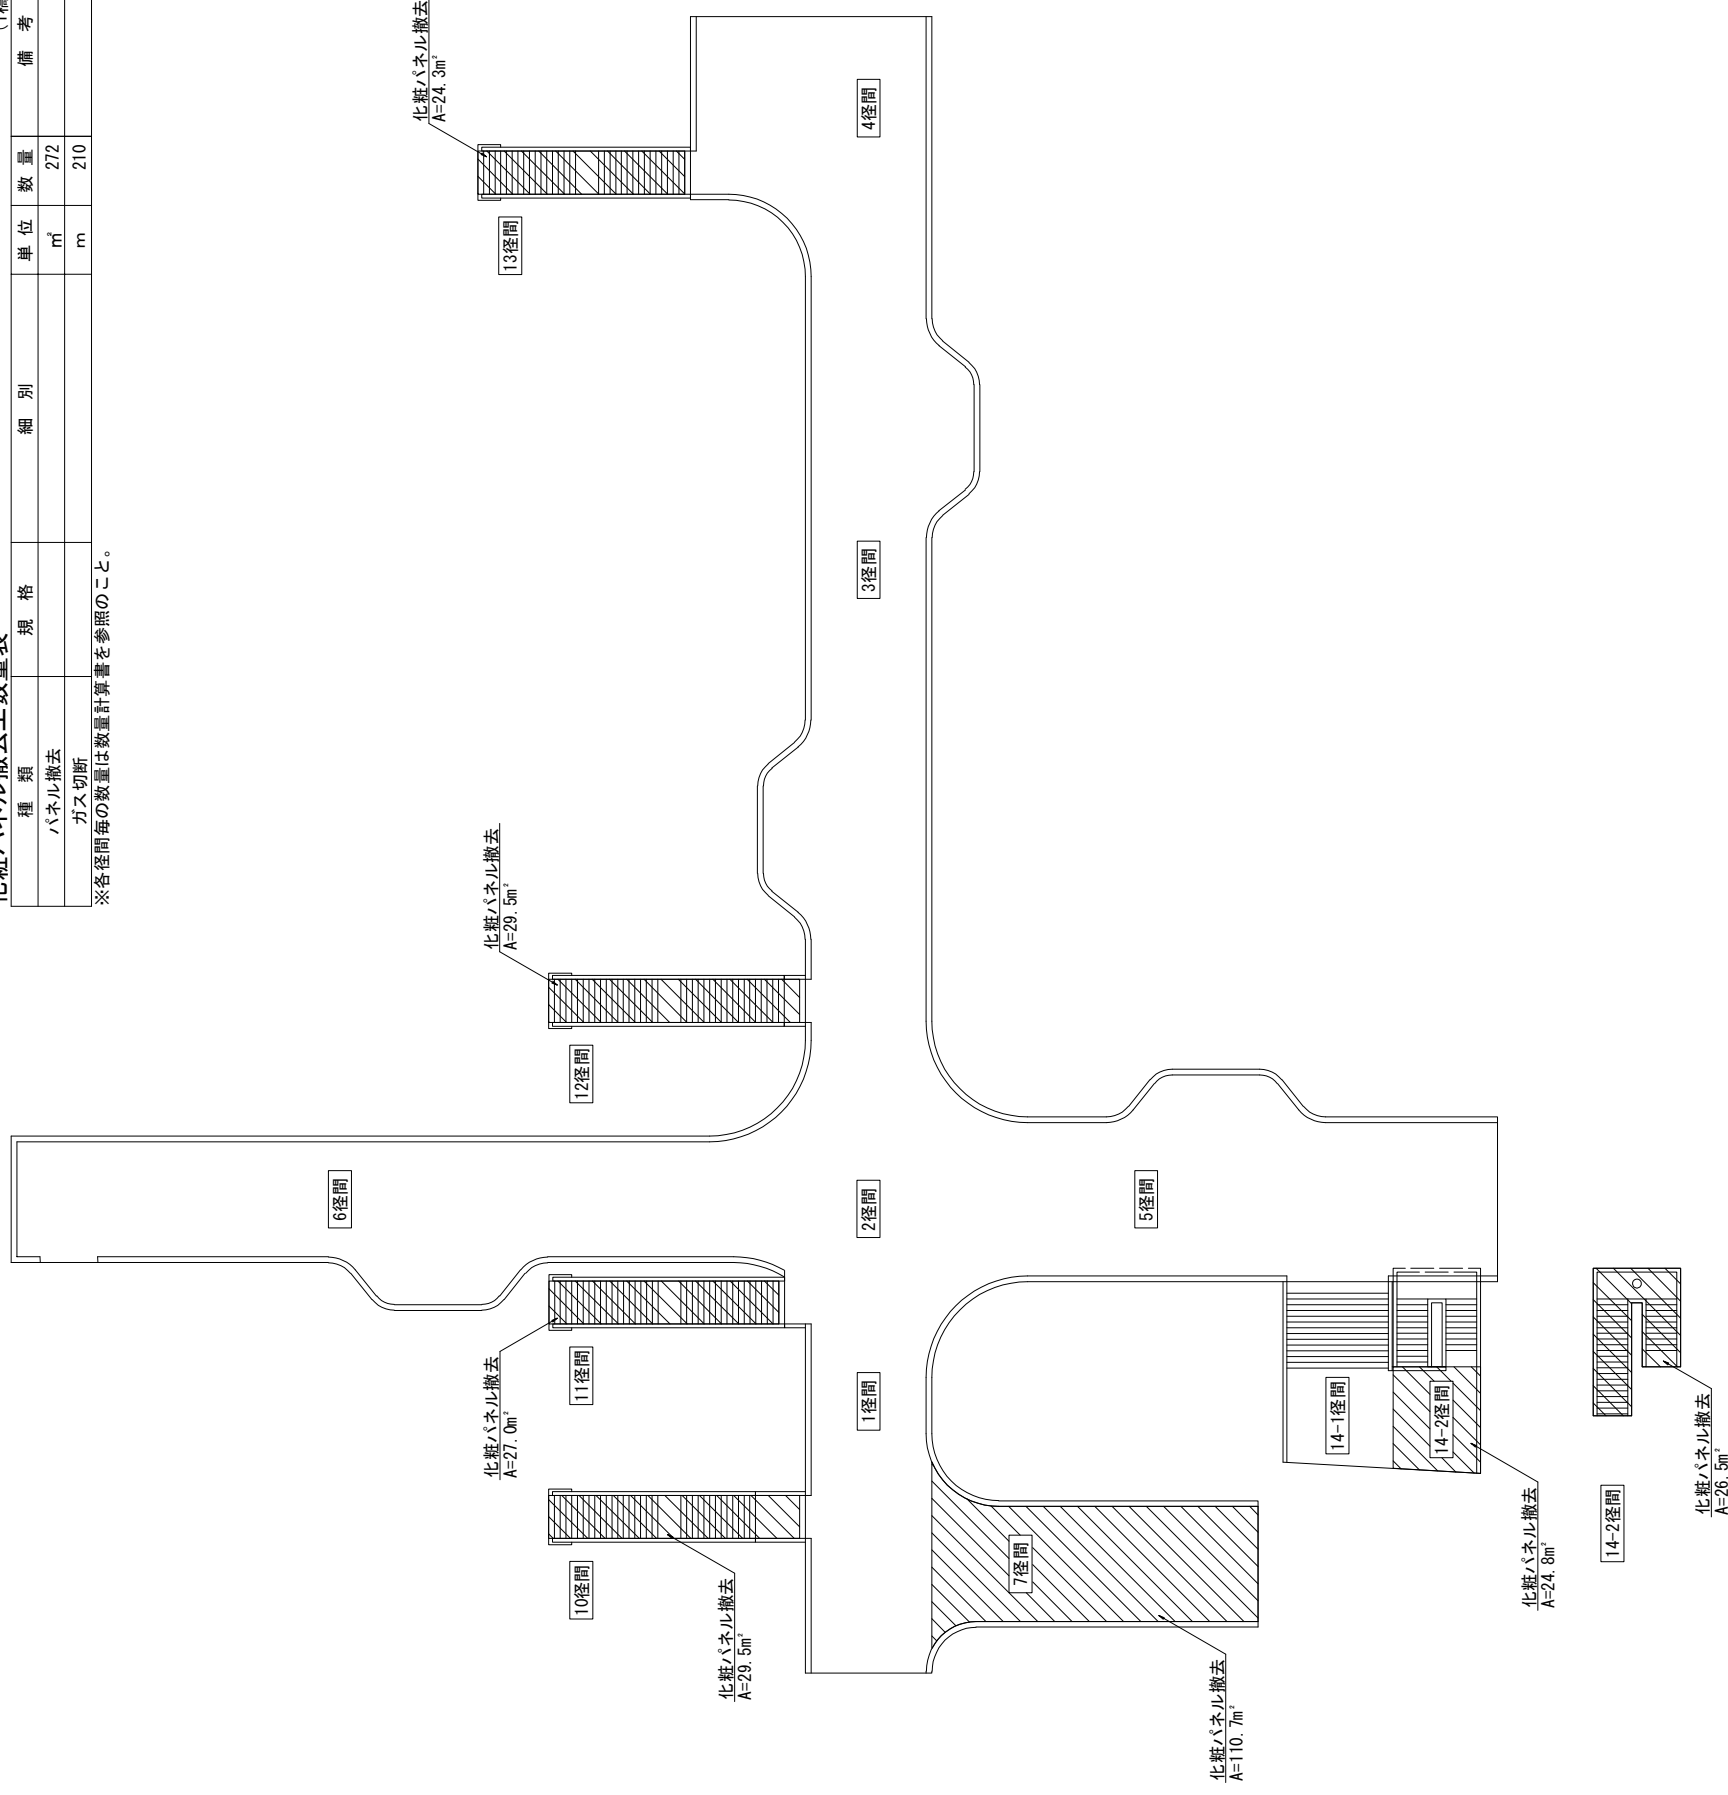 化粧パネル撤去工数量表
(1橋
種 類 規 格 細 別 単 位 数 量 備 考
パネル撤去 ㎡ 272
ガス切断 m 210
※各径間毎の数量は数量計算書を参照のこと。
化粧パネル撤去
A=24.3㎡
13径間
4径間
3径間
化粧パネル撤去
A=29.5㎡
12径間
6径間
2径間
5径間
化粧パネル撤去
A=27.0㎡
11径間
1径間
化粧パネル撤去
A=29.5㎡
10径間
7径間
化粧パネル撤去
A=110.7㎡
14-1径間
14-2径間
化粧パネル撤去
A=24.8㎡
14-2径間
化粧パネル撤去
A=26.5㎡